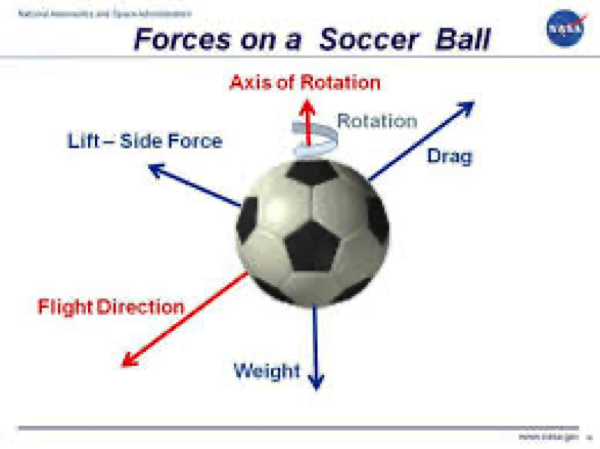 National Aeronautics and Space Administration
NASA
Forces on a Soccer Ball
Axis of Rotation
Rotation
Lift – Side Force
Drag
Flight Direction
Weight
www.nasa.gov